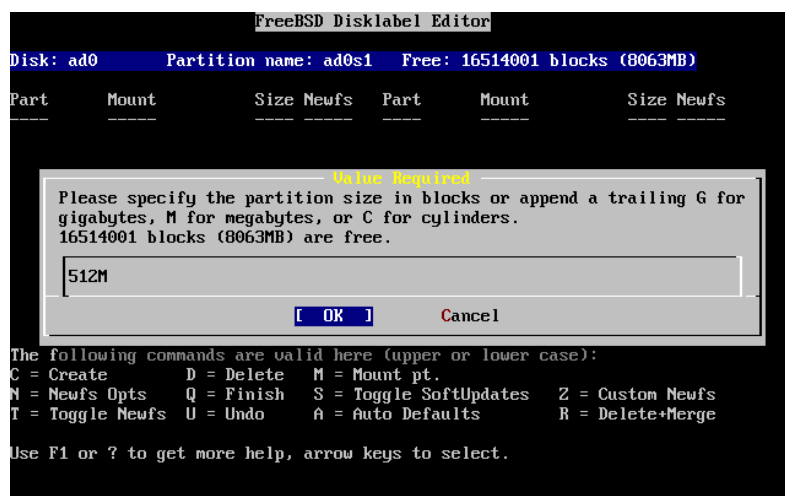 FreeBSD Disklabel Editor
Disk: ad0 Partition name: ad0s1 Free: 16514001 blocks (8063MB)
Part Mount Size Newfs Part Mount Size Newfs
---- ----- ---- ----- ---- ----- ---- -----
Value Required
Please specify the partition size in blocks or append a trailing G for
gigabytes, M for megabytes, or C for cylinders.
16514001 blocks (8063MB) are free.
512M
[ OK ] Cancel
The following commands are valid here (upper or lower case):
C = Create D = Delete M = Mount pt.
N = Newfs Opts Q = Finish S = Toggle SoftUpdates Z = Custom Newfs
T = Toggle Newfs U = Undo A = Auto Defaults R = Delete+Merge
Use F1 or ? to get more help, arrow keys to select.